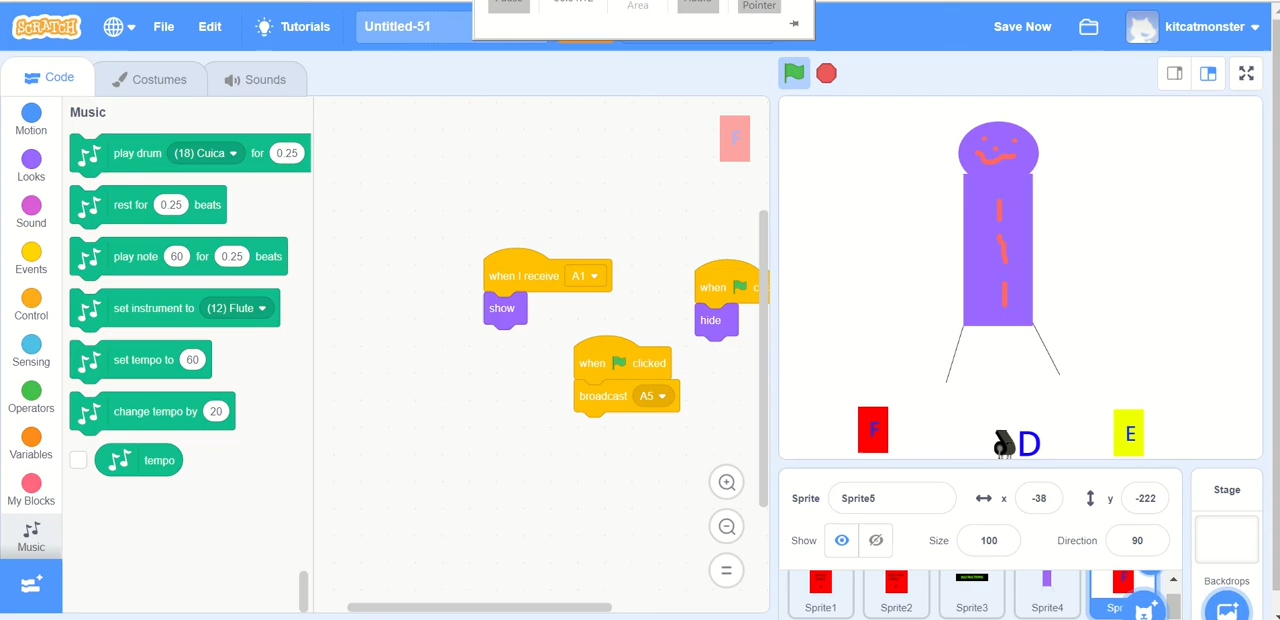 Area
Pointer
SCRATCH
File
Edit
Tutorials
Untitled-51
Save Now
kitcatmonster
Code
Costumes
Sounds
Motion
Looks
Sound
Events
Control
Sensing
Operators
Variables
My Blocks
Music
Music
play drum (18) Cuica for 0.25
rest for 0.25 beats
play note 60 for 0.25 beats
set instrument to (12) Flute
set tempo to 60
change tempo by 20
tempo
F
when I receive A1
show
when clicked
broadcast A5
when c
hide
F
D
E
Sprite Sprite5 x -38 y -222
Show Size 100 Direction 90
Sprite1
Sprite2
Sprite3
Sprite4
Spr
F
Stage
Backdrops